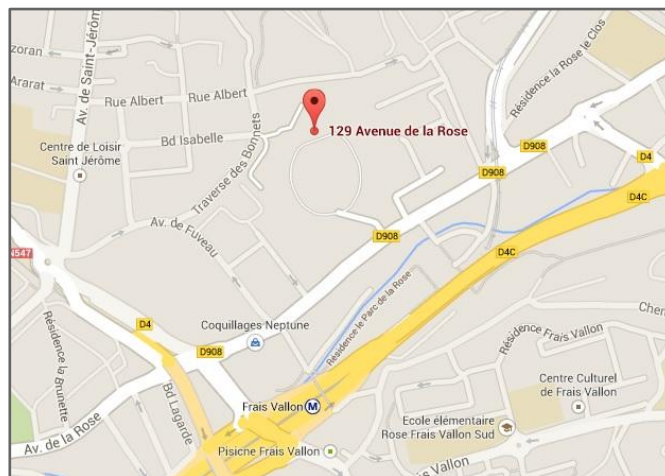 zoran
Ararat
Av. de Saint-Jérôme
Rue Albert
Rue Albert
Bd Isabelle
Centre de Loisir
Saint Jérôme
Traverse des Bonnets
129 Avenue de la Rose
Résidence la Rose le Clos
D908
D4
D908
D4C
Av. de Fuveau
N547
D908
D4C
D4
Coquillages Neptune
D908
Résidence le Parc de la Rose
Résidence la Brunette
Bd Lagarde
Résidence Frais Vallon
Chem
Centre Culturel
de Frais Vallon
Frais Vallon
M
Ecole élémentaire
Rose Frais Vallon Sud
Av. de la Rose
Pisicne Frais Vallon